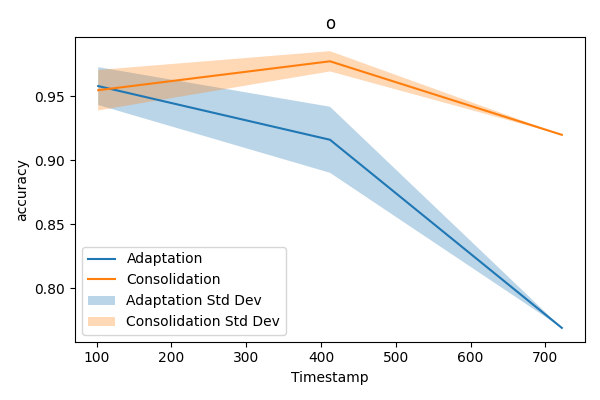 o
accuracy
0.95
0.90
0.85
0.80
Adaptation
Consolidation
Adaptation Std Dev
Consolidation Std Dev
100 200 300 400 500 600 700
Timestamp